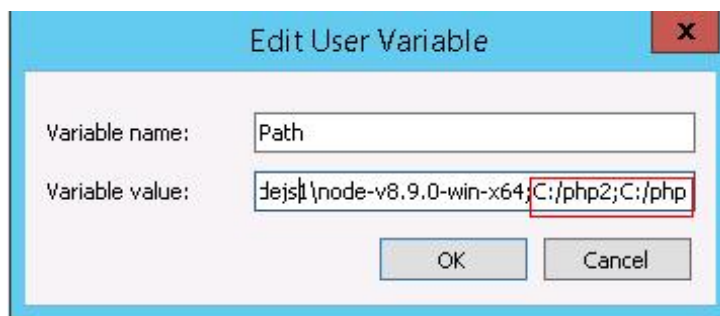 Edit User Variable
x
Variable name:
Path
Variable value:
dejs1\node-v8.9.0-win-x64;C:/php2;C:/php
OK
Cancel